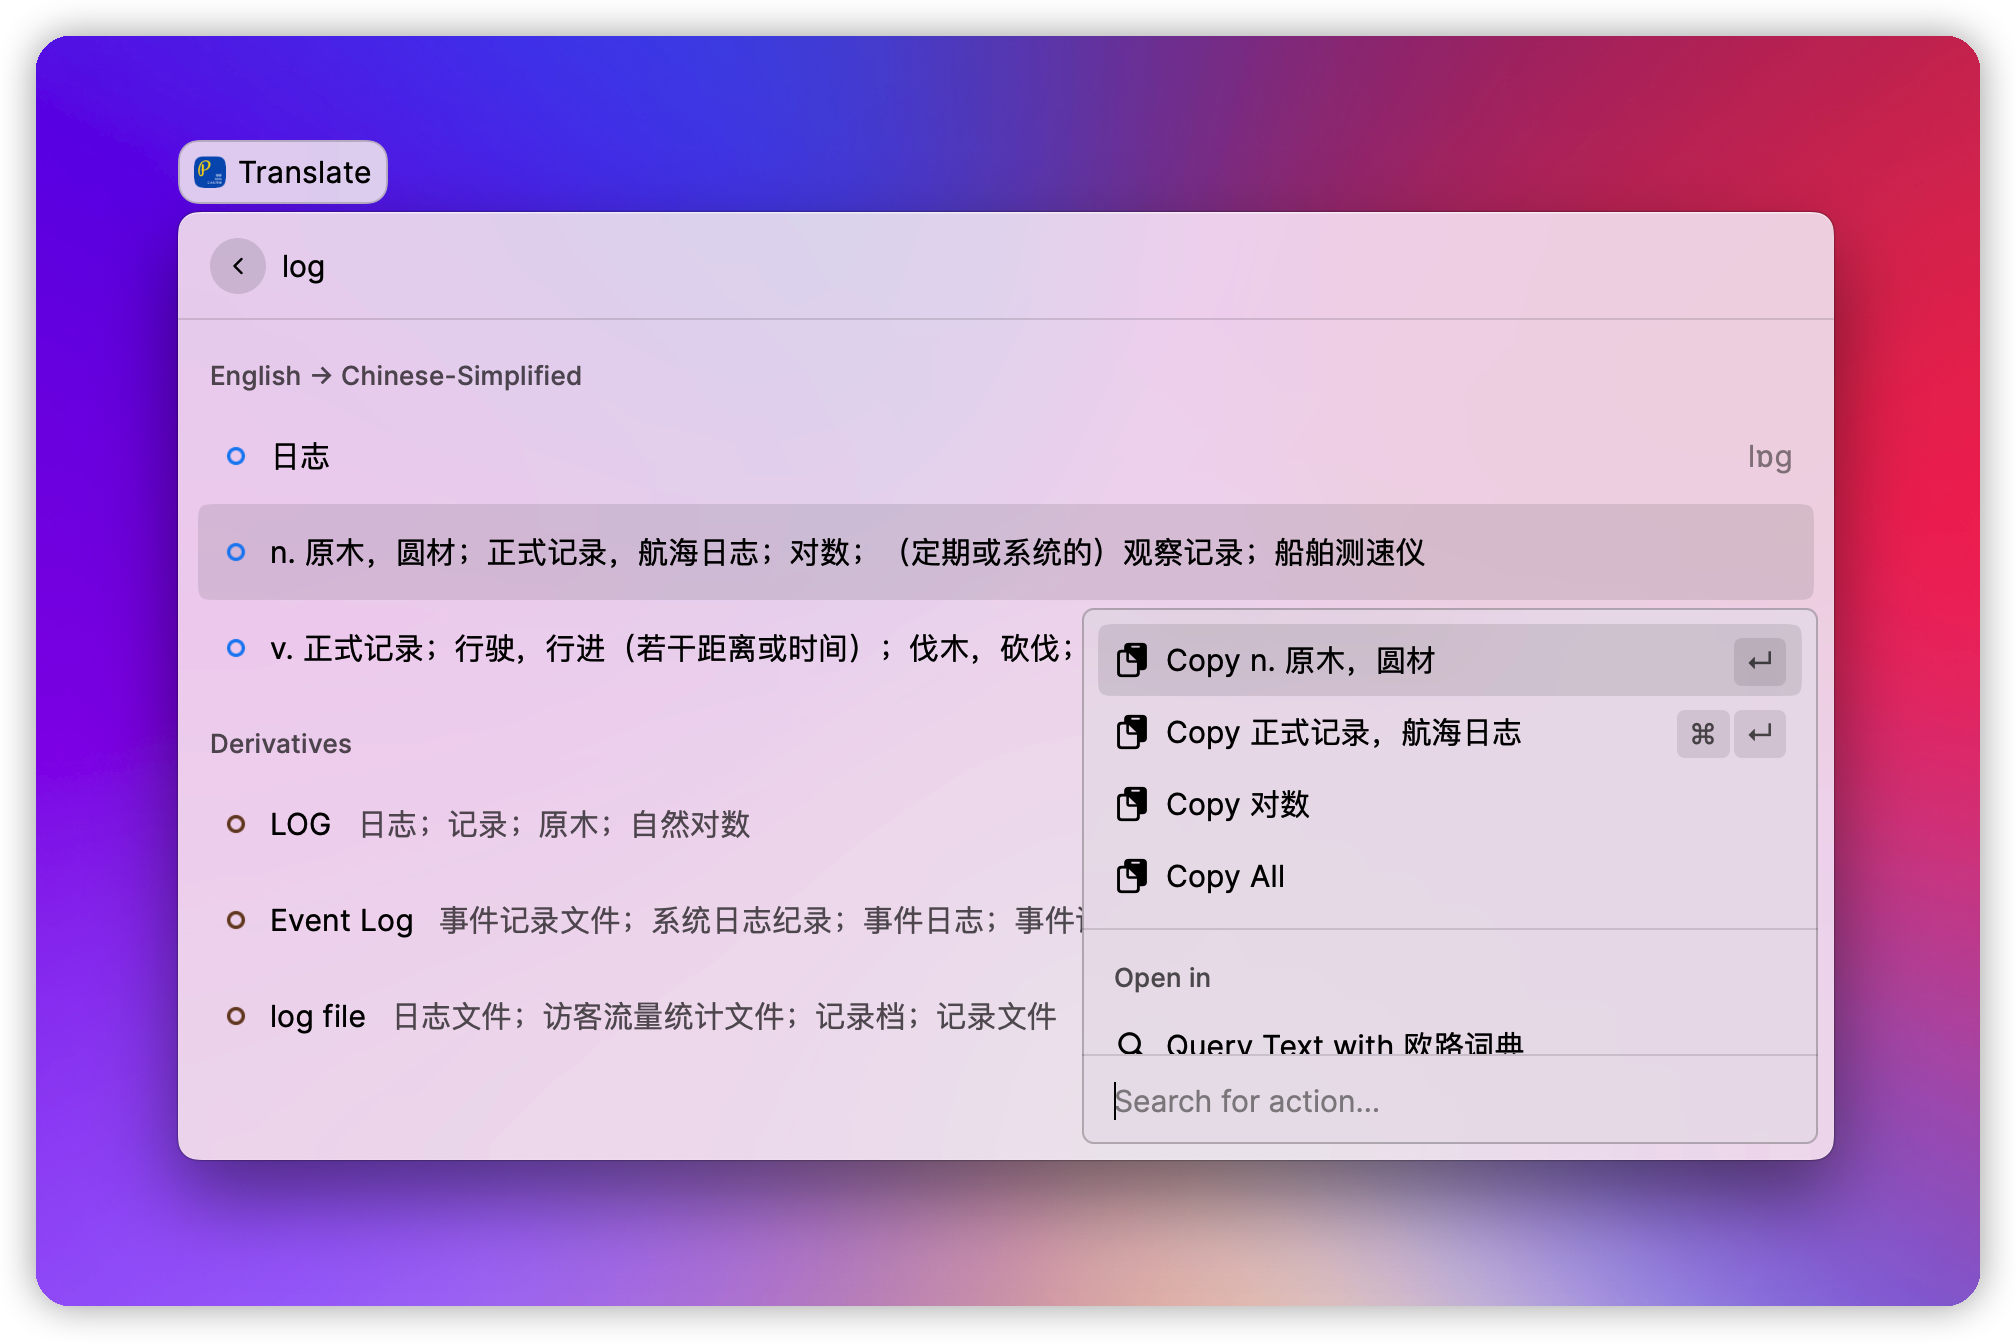 Translate
log
English → Chinese-Simplified
日志 lɒg
n. 原木，圆材；正式记录，航海日志；对数；（定期或系统的）观察记录；船舶测速仪
v. 正式记录；行驶，行进（若干距离或时间）；伐木，砍伐；
Derivatives
LOG 日志；记录；原木；自然对数
Event Log 事件记录文件；系统日志纪录；事件日志；事件
log file 日志文件；访客流量统计文件；记录档；记录文件
Copy n. 原木，圆材 ↵
Copy 正式记录，航海日志 ⌘ ↵
Copy 对数
Copy All
Open in
Query Text with 欧路词典
Search for action...